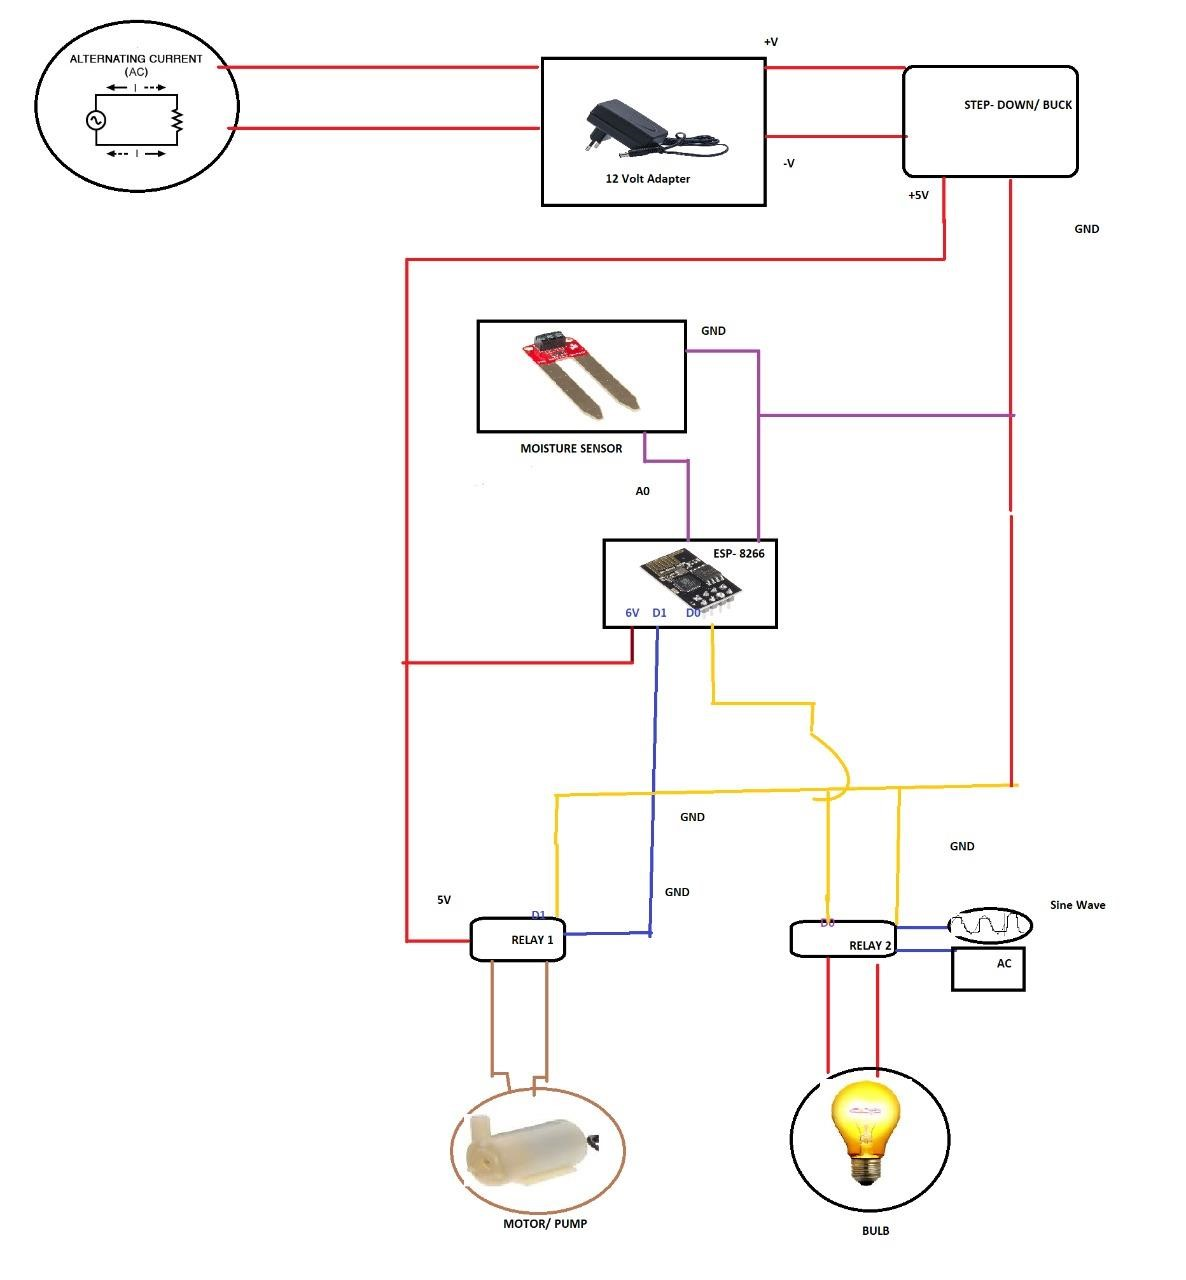 ALTERNATING CURRENT
(AC)
I
I
12 Volt Adapter
+V
-V
STEP- DOWN/ BUCK
+5V
GND
GND
MOISTURE SENSOR
A0
ESP- 8266
6V D1 D0
GND
GND
GND
5V
D1
RELAY 1
D0
RELAY 2
Sine Wave
AC
MOTOR/ PUMP
BULB